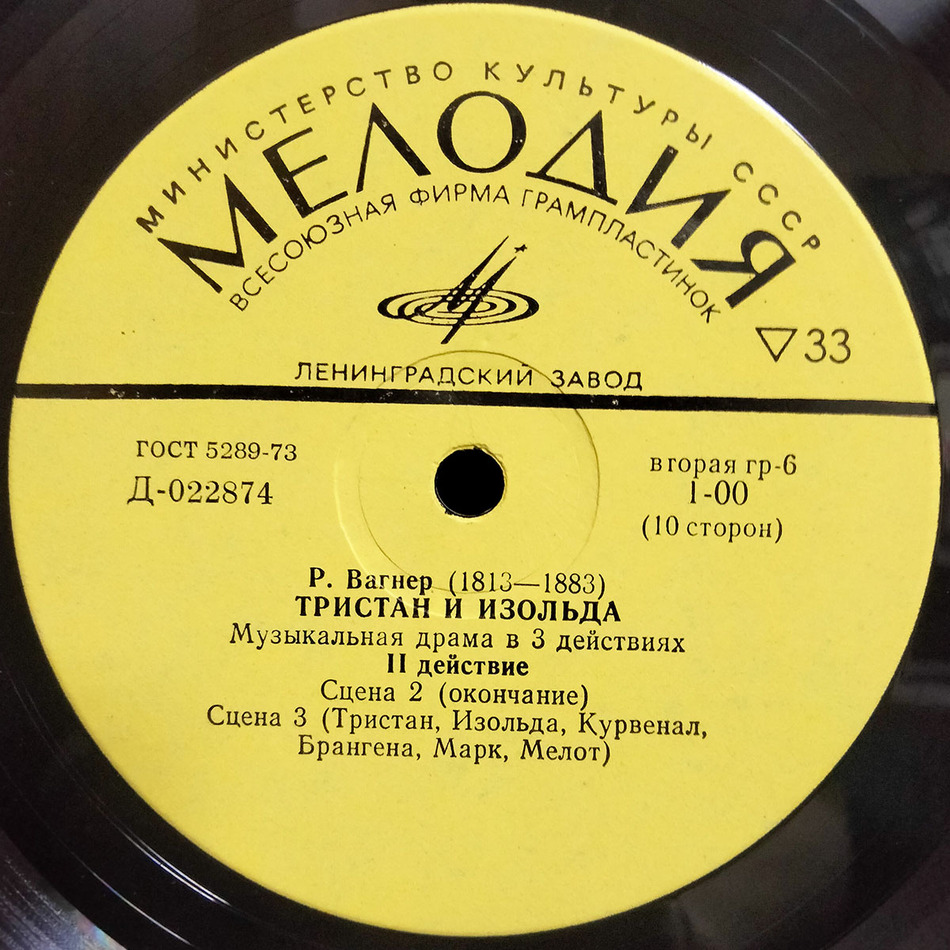 МИНИСТЕРСТВО КУЛЬТУРЫ СССР
МЕЛОДИЯ
ВСЕСОЮЗНАЯ ФИРМА ГРАМПЛАСТИНОК
▽33
ЛЕНИНГРАДСКИЙ ЗАВОД
ГОСТ 5289-73
Д-022874
вторая гр-6
1-00
(10 сторон)
Р. Вагнер (1813—1883)
ТРИСТАН И ИЗОЛЬДА
Музыкальная драма в 3 действиях
II действие
Сцена 2 (окончание)
Сцена 3 (Тристан, Изольда, Курвенал,
Брангена, Марк, Мелот)